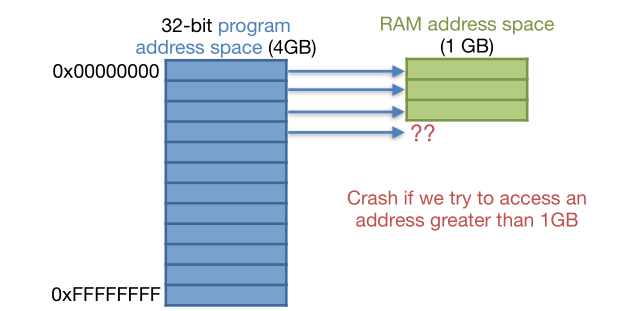 32-bit program
address space (4GB)
RAM address space
(1 GB)
0x00000000
??
Crash if we try to access an
address greater than 1GB
0xFFFFFFFF